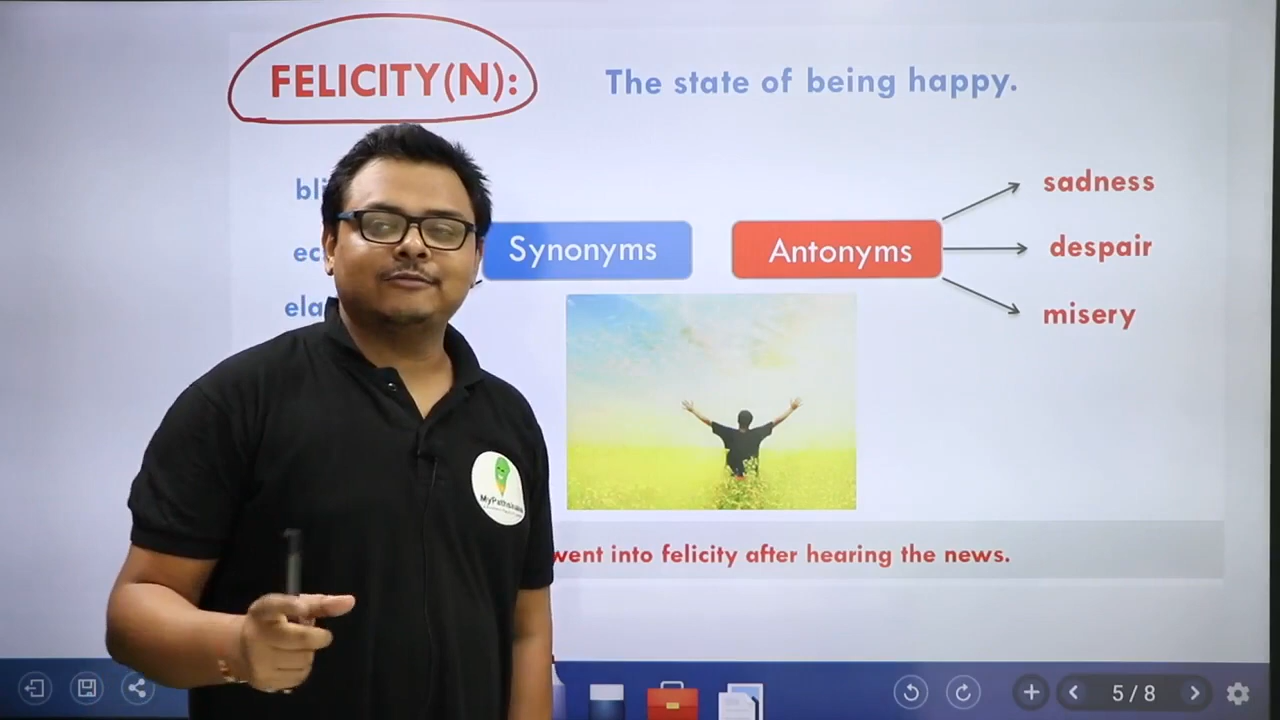 FELICITY(N): The state of being happy.
sadness
Synonyms
Antonyms
despair
misery
MyPathshala
went into felicity after hearing the news.
5 / 8